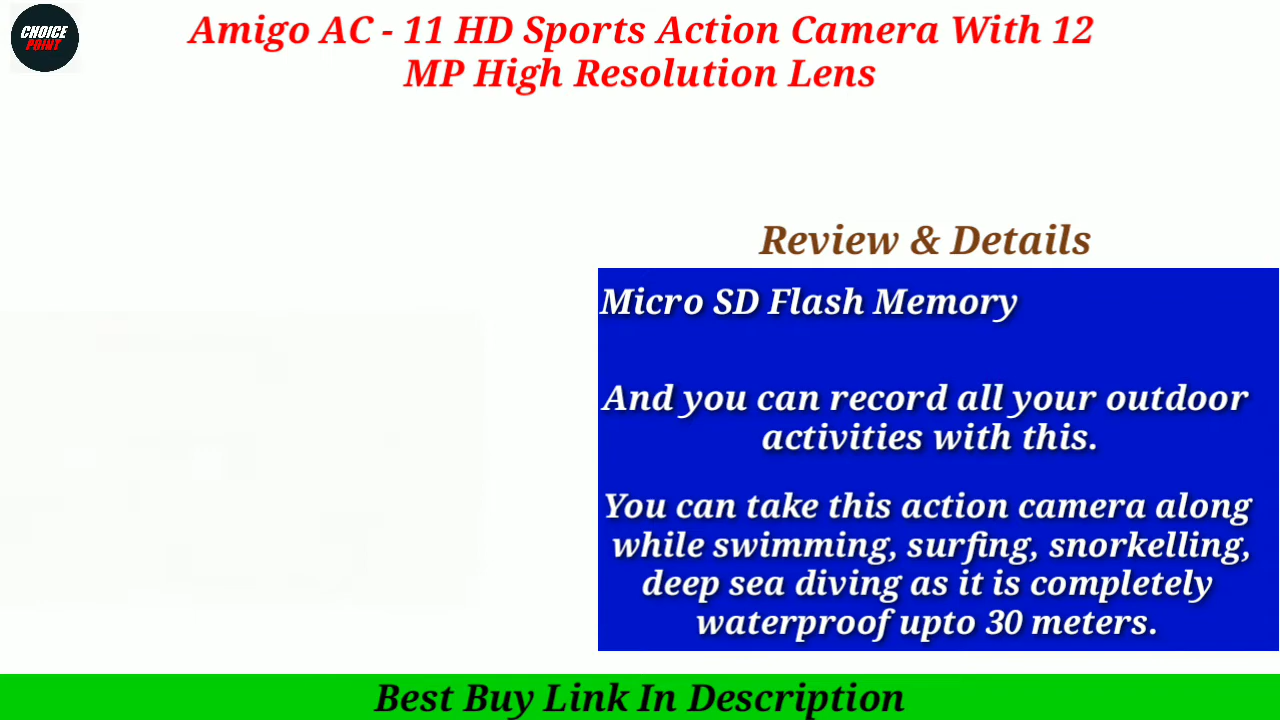 CHOICE
POINT
Amigo AC - 11 HD Sports Action Camera With 12
MP High Resolution Lens
Review & Details
Micro SD Flash Memory
And you can record all your outdoor
activities with this.
You can take this action camera along
while swimming, surfing, snorkelling,
deep sea diving as it is completely
waterproof upto 30 meters.
Best Buy Link In Description